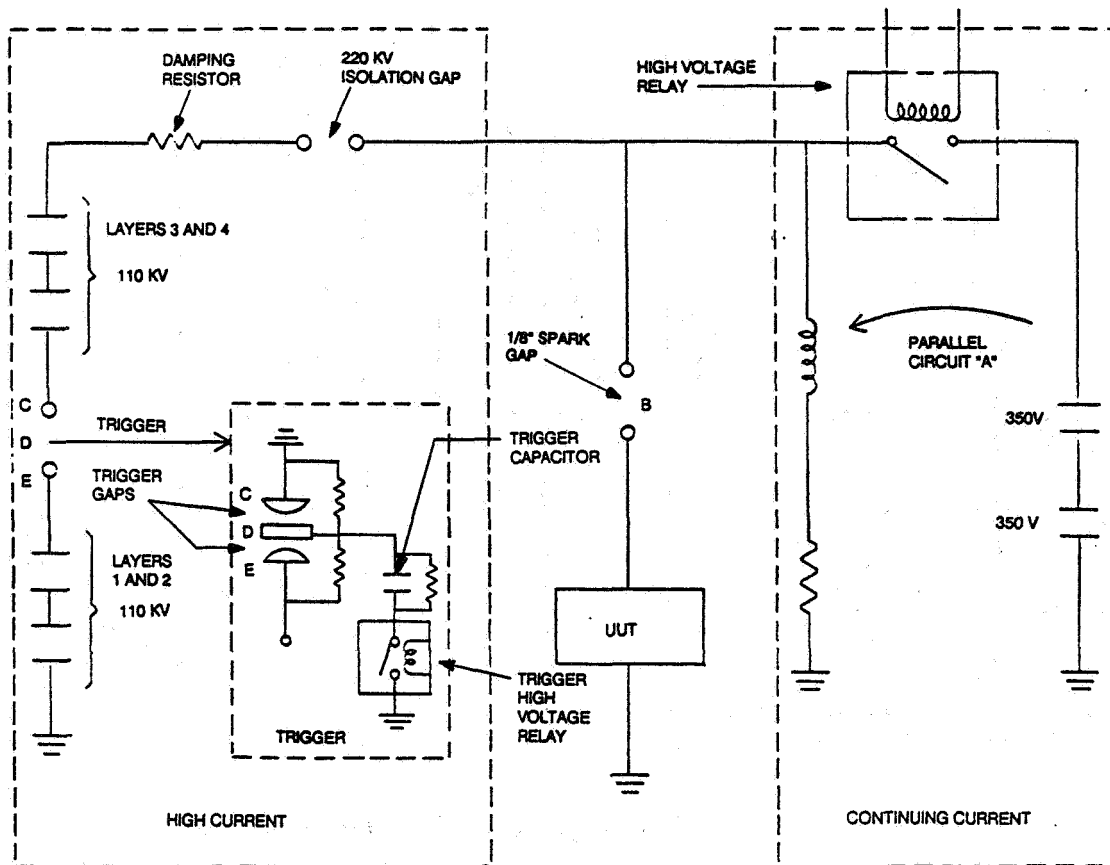 DAMPING
RESISTOR
220 KV
ISOLATION GAP
HIGH VOLTAGE
RELAY
LAYERS 3 AND 4
110 KV
1/8" SPARK
GAP
PARALLEL
CIRCUIT "A"
C
D
E
TRIGGER
B
TRIGGER
CAPACITOR
350V
350 V
TRIGGER
GAPS
C
D
E
LAYERS
1 AND 2
110 KV
UUT
TRIGGER
HIGH
VOLTAGE
RELAY
TRIGGER
HIGH CURRENT
CONTINUING CURRENT